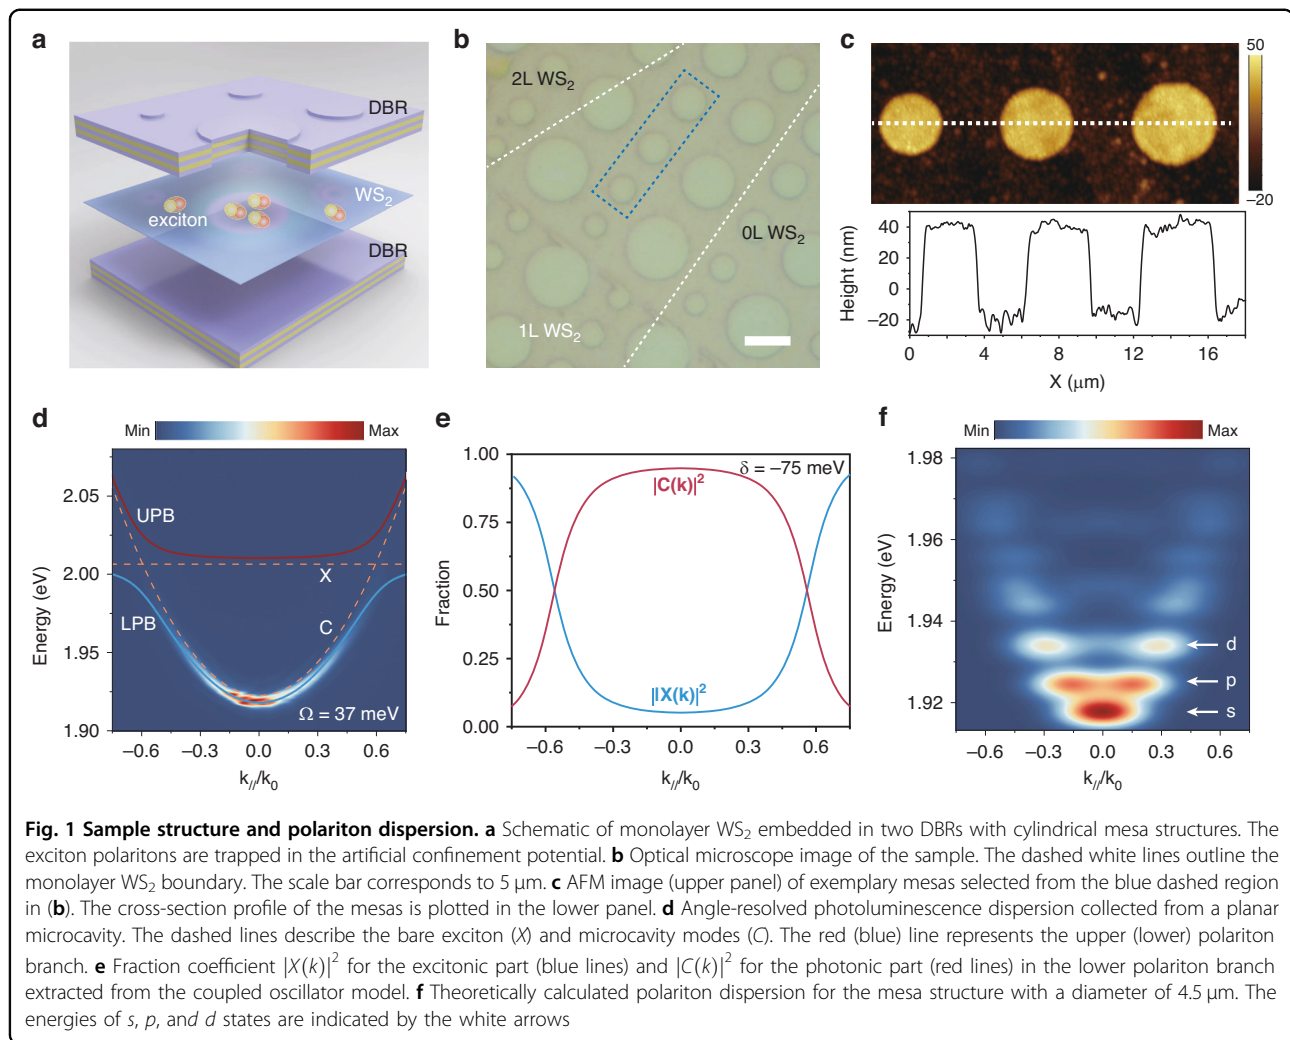 a
DBR
WS2
exciton
DBR
b
2L WS2
0L WS2
1L WS2
c
50
–20
Height (nm)
40
20
0
–20
0
4
8
12
16
X (μm)
d
Min
Max
Energy (eV)
2.05
2.00
1.95
1.90
UPB
X
LPB
C
Ω = 37 meV
–0.6
–0.3
0.0
0.3
0.6
k///k0
e
Fraction
1.00
0.75
0.50
0.25
0.00
δ = –75 meV
|C(k)|²
|IX(k)|²
–0.6
–0.3
0.0
0.3
0.6
k///k0
f
Min
Max
Energy (eV)
1.98
1.96
1.94
1.92
d
p
s
–0.6
–0.3
0.0
0.3
0.6
k///k0
Fig. 1 Sample structure and polariton dispersion. a Schematic of monolayer WS2 embedded in two DBRs with cylindrical mesa structures. The
exciton polaritons are trapped in the artificial confinement potential. b Optical microscope image of the sample. The dashed white lines outline the
monolayer WS2 boundary. The scale bar corresponds to 5 μm. c AFM image (upper panel) of exemplary mesas selected from the blue dashed region
in (b). The cross-section profile of the mesas is plotted in the lower panel. d Angle-resolved photoluminescence dispersion collected from a planar
microcavity. The dashed lines describe the bare exciton (X) and microcavity modes (C). The red (blue) line represents the upper (lower) polariton
branch. e Fraction coefficient |X(k)|² for the excitonic part (blue lines) and |C(k)|² for the photonic part (red lines) in the lower polariton branch
extracted from the coupled oscillator model. f Theoretically calculated polariton dispersion for the mesa structure with a diameter of 4.5 μm. The
energies of s, p, and d states are indicated by the white arrows